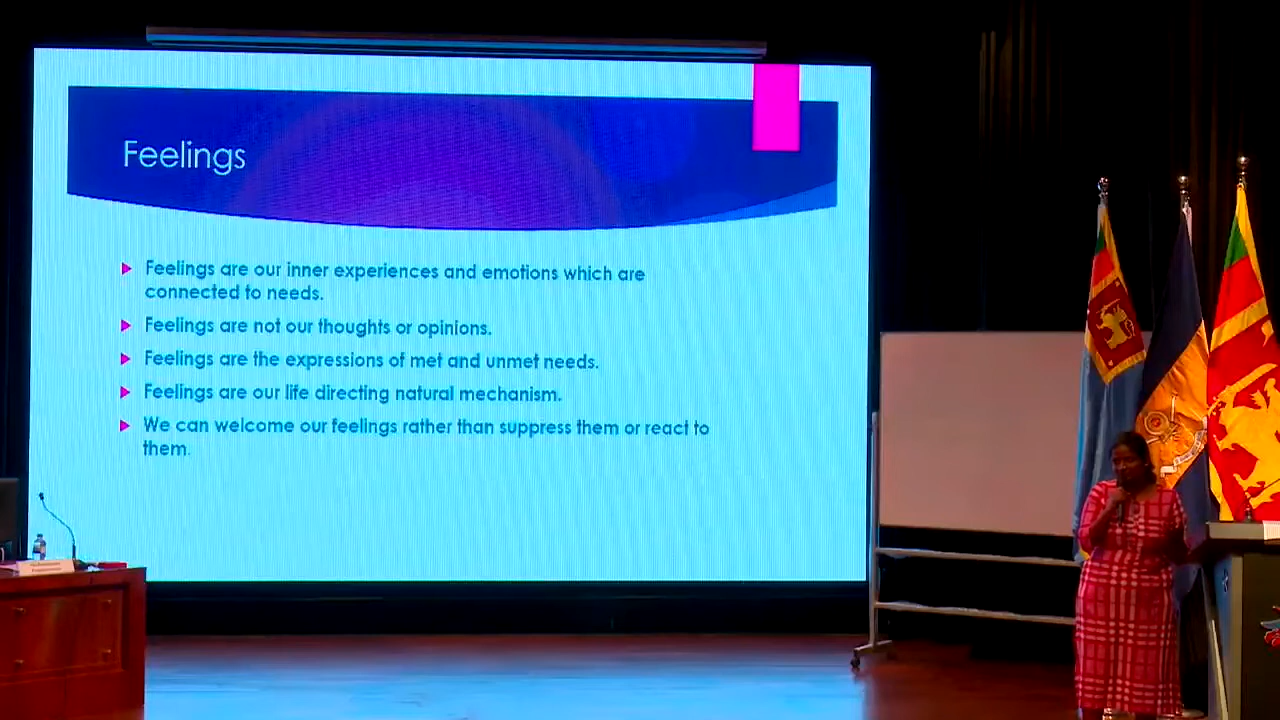 Feelings
Feelings are our inner experiences and emotions which are
connected to needs.
Feelings are not our thoughts or opinions.
Feelings are the expressions of met and unmet needs.
Feelings are our life directing natural mechanism.
We can welcome our feelings rather than suppress them or react to
them.